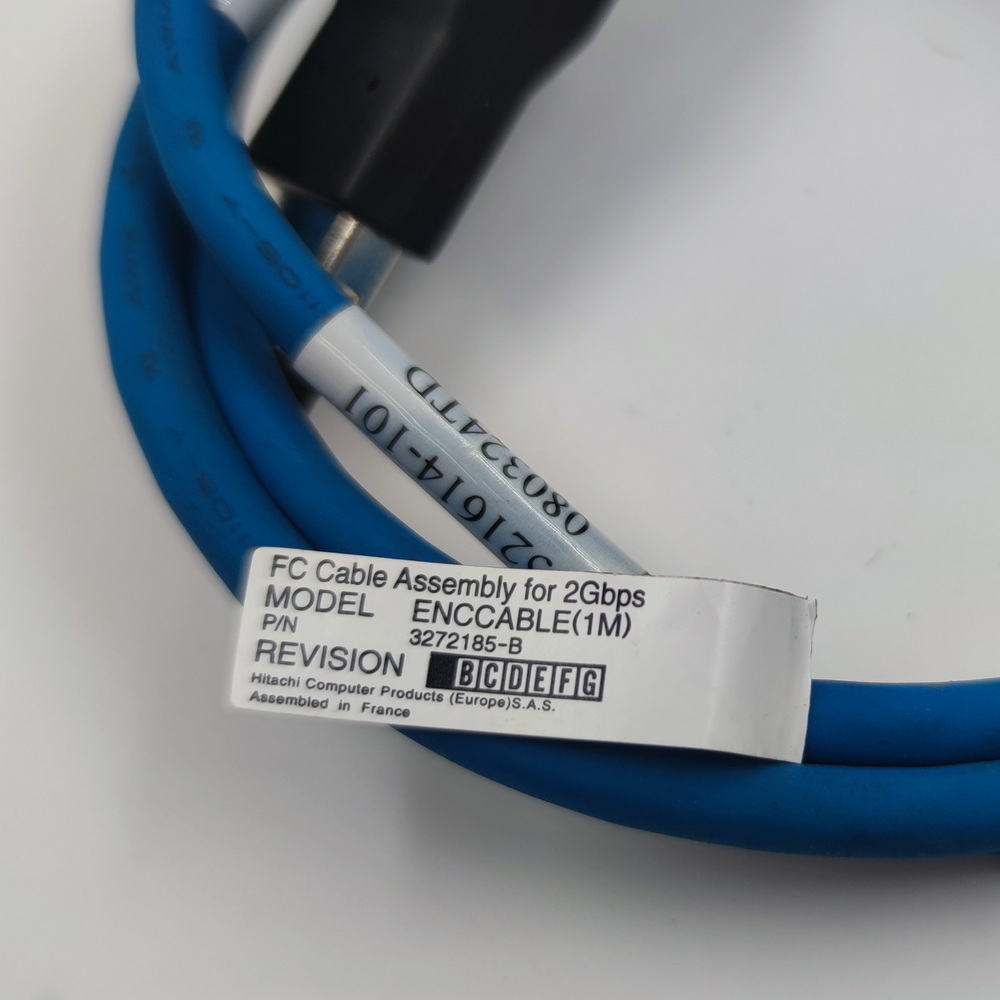 080324TD
521614-101
FC Cable Assembly for 2Gbps
MODEL ENCCABLE(1M)
P/N 3272185-B
REVISION BCDEFG
Hitachi Computer Products (Europe)S.A.S.
Assembled in France